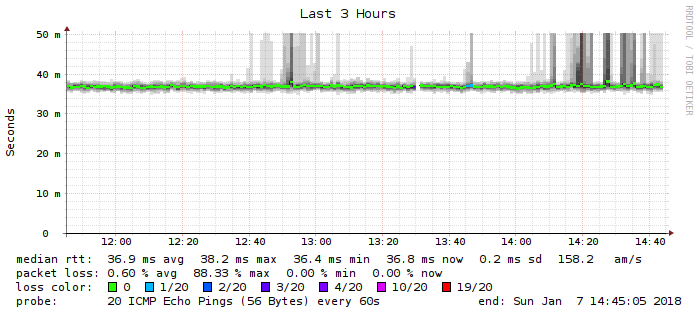 Last 3 Hours
RRDTOOL / TOBI OETIKER
Seconds
50 m
40 m
30 m
20 m
10 m
0
12:00 12:20 12:40 13:00 13:20 13:40 14:00 14:20 14:40
median rtt: 36.9 ms avg 38.2 ms max 36.4 ms min 36.8 ms now 0.2 ms sd 158.2 am/s
packet loss: 0.60 % avg 88.33 % max 0.00 % min 0.00 % now
loss color: 0 1/20 2/20 3/20 4/20 10/20 19/20
probe: 20 ICMP Echo Pings (56 Bytes) every 60s end: Sun Jan 7 14:45:05 2018